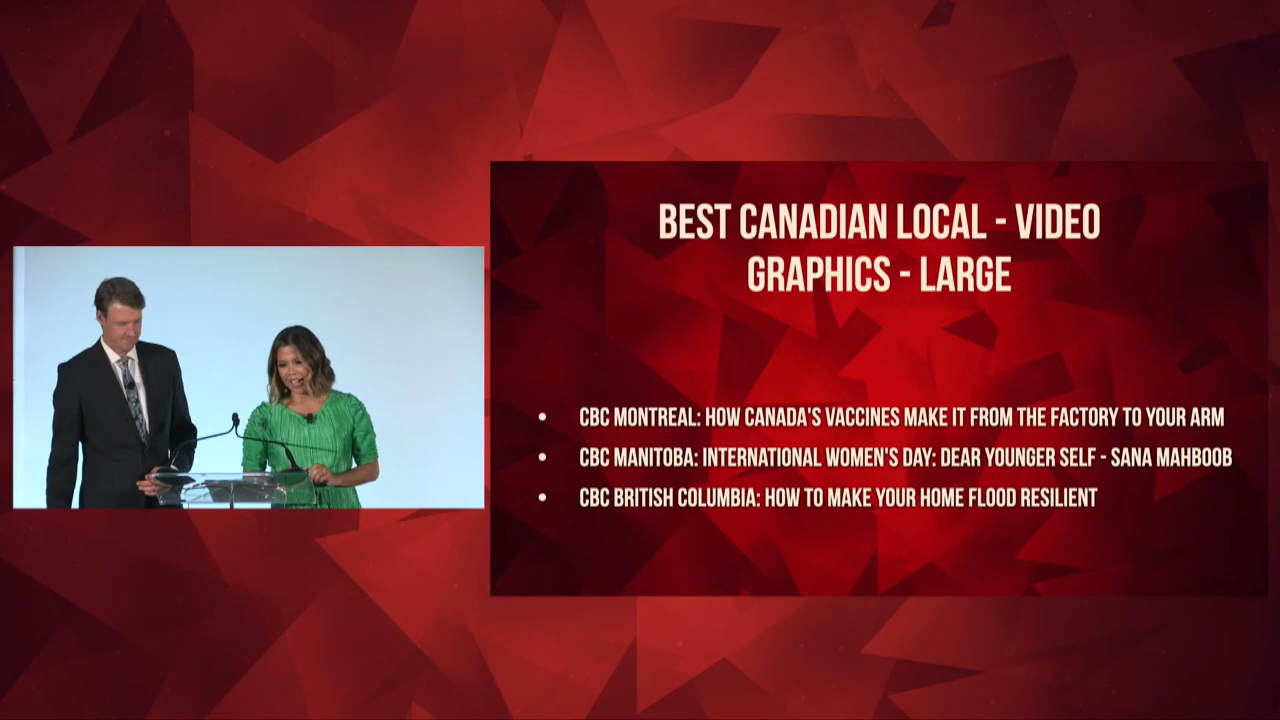 BEST CANADIAN LOCAL - VIDEO
GRAPHICS - LARGE
• CBC MONTREAL: HOW CANADA'S VACCINES MAKE IT FROM THE FACTORY TO YOUR ARM
• CBC MANITOBA: INTERNATIONAL WOMEN'S DAY: DEAR YOUNGER SELF - SANA MAHBOOB
• CBC BRITISH COLUMBIA: HOW TO MAKE YOUR HOME FLOOD RESILIENT